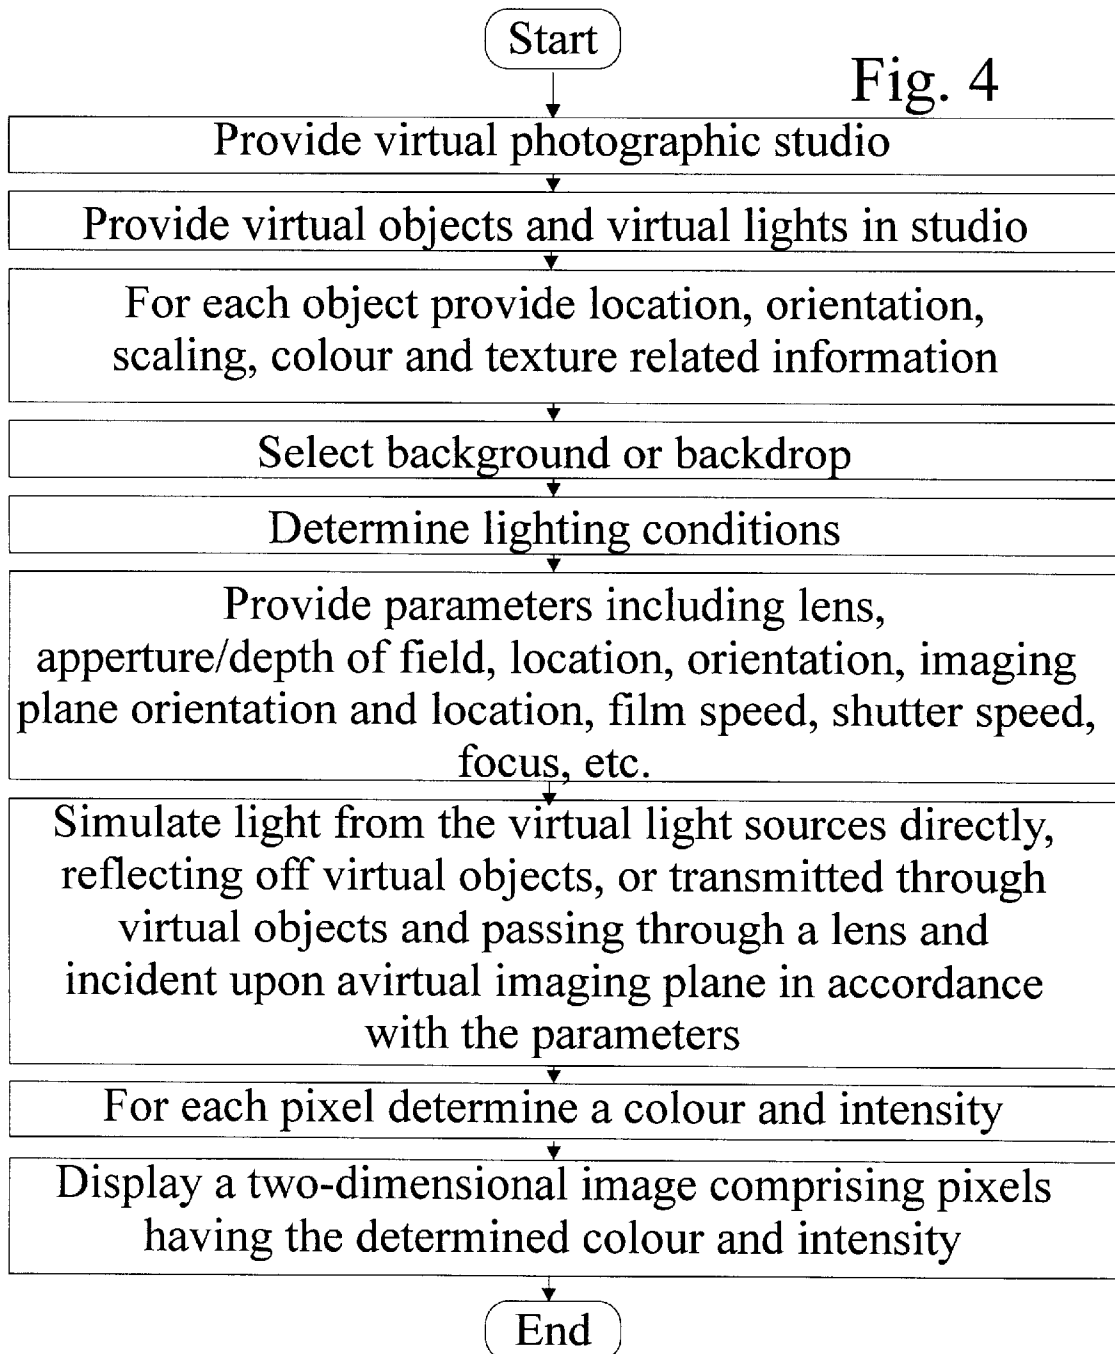 Start
Fig. 4
Provide virtual photographic studio
Provide virtual objects and virtual lights in studio
For each object provide location, orientation,
scaling, colour and texture related information
Select background or backdrop
Determine lighting conditions
Provide parameters including lens,
apperture/depth of field, location, orientation, imaging
plane orientation and location, film speed, shutter speed,
focus, etc.
Simulate light from the virtual light sources directly,
reflecting off virtual objects, or transmitted through
virtual objects and passing through a lens and
incident upon avirtual imaging plane in accordance
with the parameters
For each pixel determine a colour and intensity
Display a two-dimensional image comprising pixels
having the determined colour and intensity
End